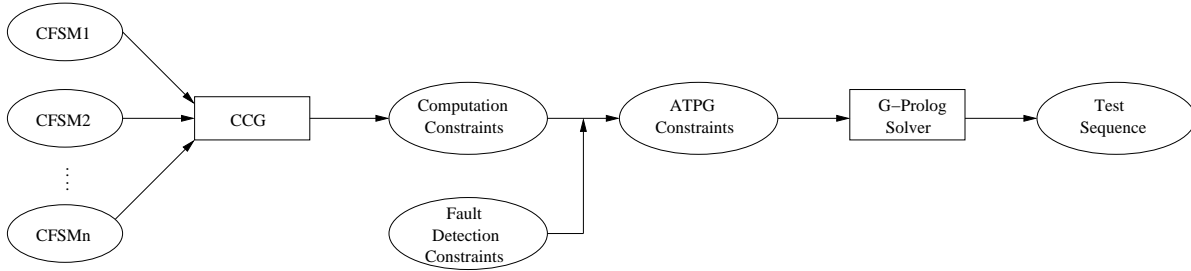 CFSM1
CFSM2
CFSMn
CCG
Computation
Constraints
Fault
Detection
Constraints
ATPG
Constraints
G−Prolog
Solver
Test
Sequence